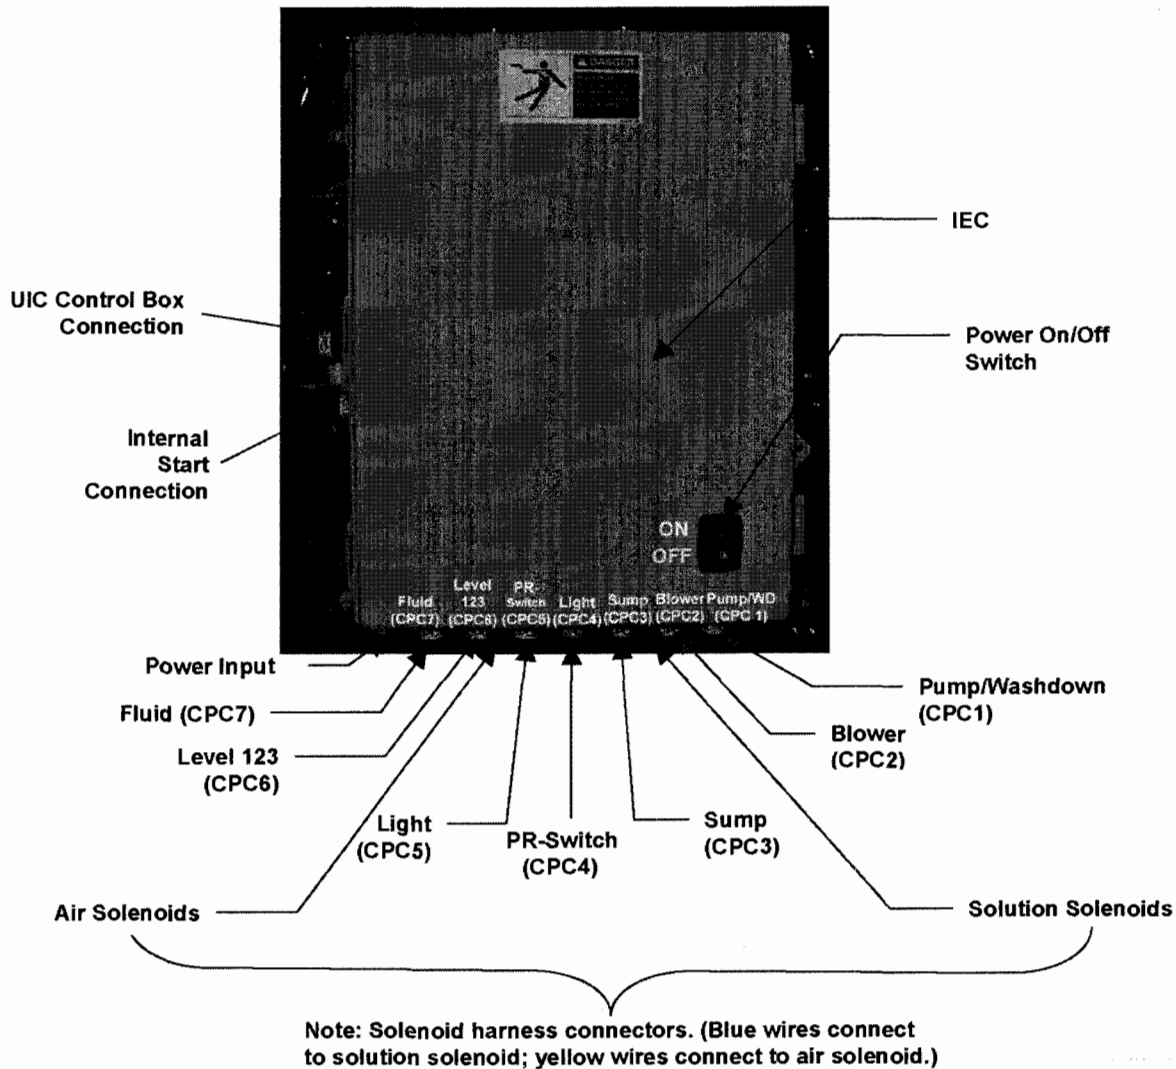 DANGER
IEC
UIC Control Box
Connection
Power On/Off
Switch
Internal
Start
Connection
ON
OFF
Fluid
(CPC7)
Level
123
(CPC6)
PR-
Switch
(CPC5)
Light
(CPC4)
Sump
(CPC3)
Blower
(CPC2)
Pump/WD
(CPC 1)
Power Input
Fluid (CPC7)
Level 123
(CPC6)
Light
(CPC5)
PR-Switch
(CPC4)
Sump
(CPC3)
Blower
(CPC2)
Pump/Washdown
(CPC1)
Air Solenoids
Solution Solenoids
Note: Solenoid harness connectors. (Blue wires connect
to solution solenoid; yellow wires connect to air solenoid.)